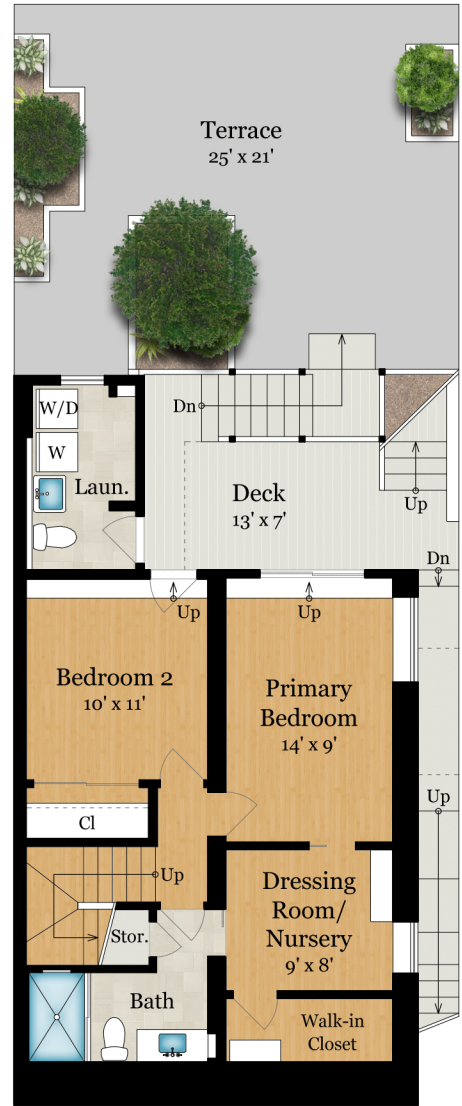 Terrace
25' x 21'
W/D
W
Laun.
Dn
Deck
13' x 7'
Up
Dn
Up
Up
Bedroom 2
10' x 11'
Primary
Bedroom
14' x 9'
Up
Cl
Up
Stor.
Dressing
Room/
Nursery
9' x 8'
Bath
Walk-in
Closet